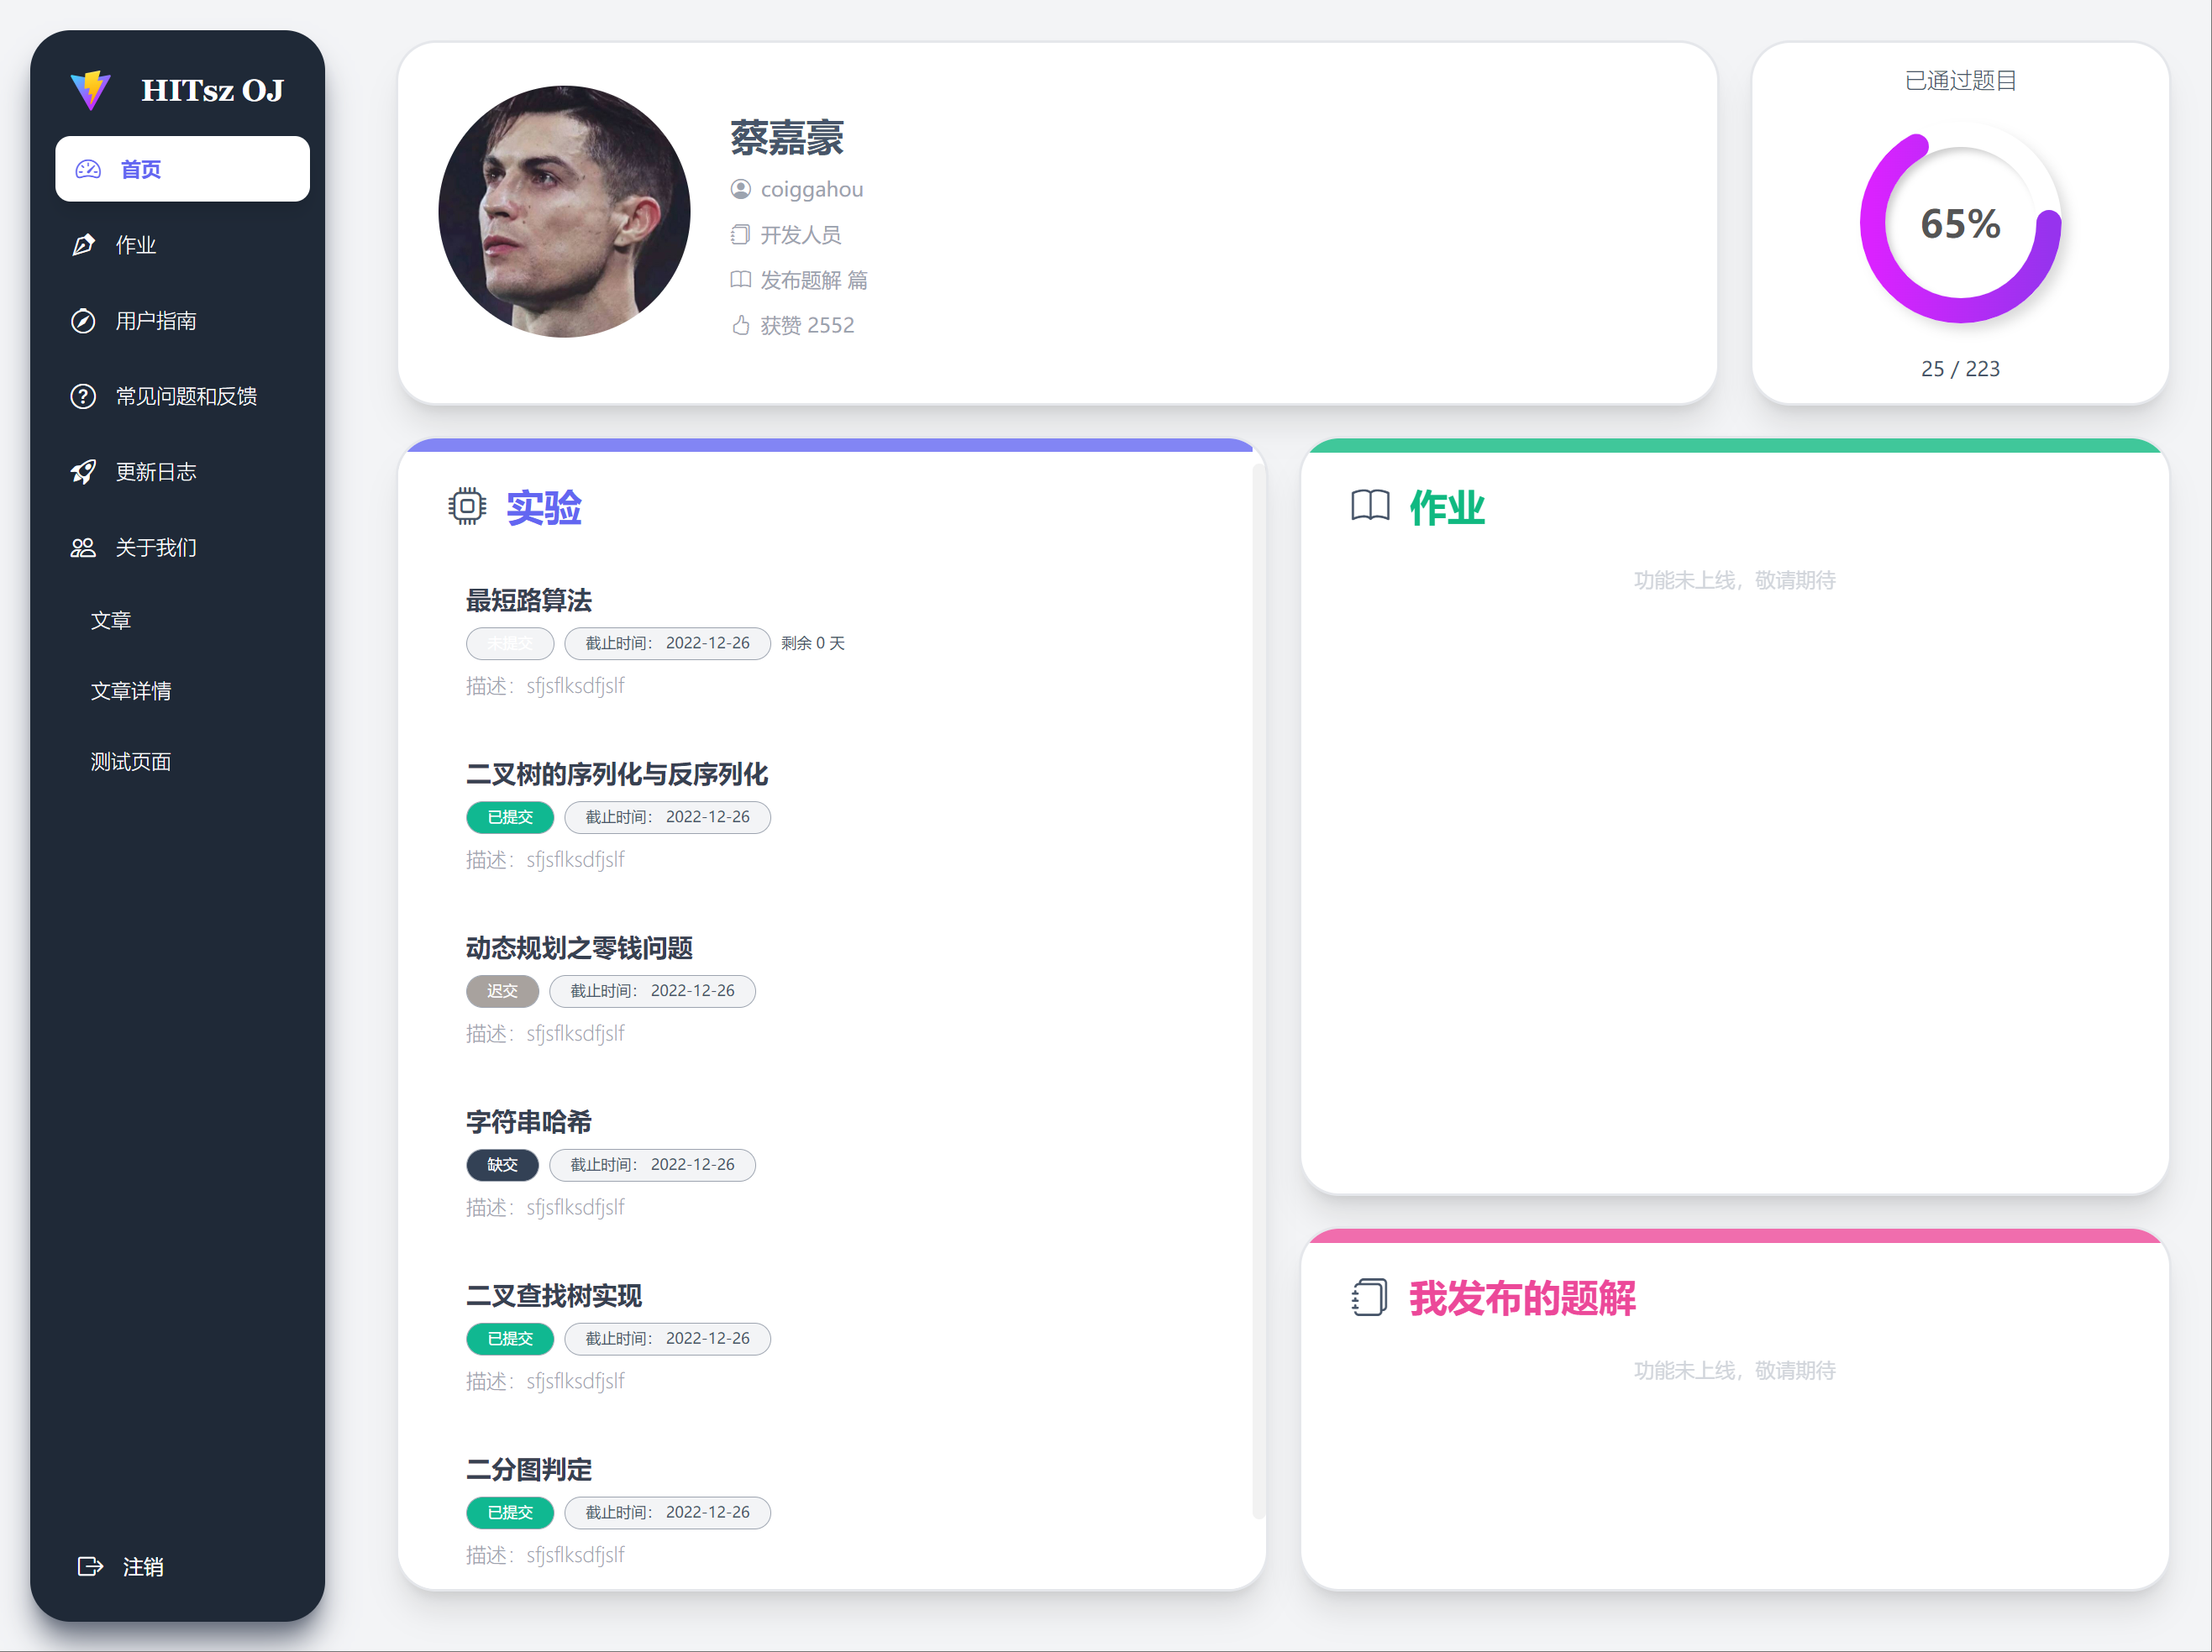 HITsz OJ
首页
作业
用户指南
常见问题和反馈
更新日志
关于我们
文章
文章详情
测试页面
注销
蔡嘉豪
coiggahou
开发人员
发布题解 篇
获赞 2552
已通过题目
65%
25 / 223
实验
最短路算法
未提交 截止时间： 2022-12-26 剩余 0 天
描述：sfjsflksdfjslf
二叉树的序列化与反序列化
已提交 截止时间： 2022-12-26
描述：sfjsflksdfjslf
动态规划之零钱问题
迟交 截止时间： 2022-12-26
描述：sfjsflksdfjslf
字符串哈希
缺交 截止时间： 2022-12-26
描述：sfjsflksdfjslf
二叉查找树实现
已提交 截止时间： 2022-12-26
描述：sfjsflksdfjslf
二分图判定
已提交 截止时间： 2022-12-26
描述：sfjsflksdfjslf
作业
功能未上线，敬请期待
我发布的题解
功能未上线，敬请期待